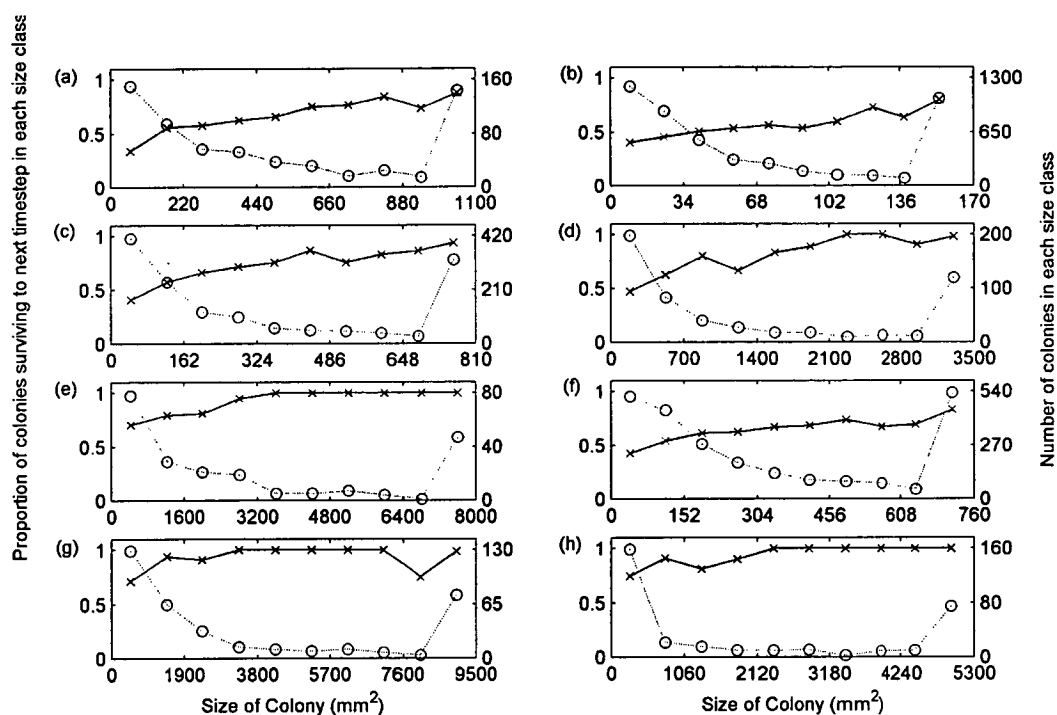 Proportion of colonies surviving to next timestep in each size class
Number of colonies in each size class
(a)
1
0.5
0
160
80
0
0 220 440 660 880 1100
(b)
1
0.5
0
1300
650
0
0 34 68 102 136 170
(c)
1
0.5
0
420
210
0
0 162 324 486 648 810
(d)
1
0.5
0
200
100
0
0 700 1400 2100 2800 3500
(e)
1
0.5
0
80
40
0
0 1600 3200 4800 6400 8000
(f)
1
0.5
0
540
270
0
0 152 304 456 608 760
(g)
1
0.5
0
130
65
0
0 1900 3800 5700 7600 9500
Size of Colony (mm²)
(h)
1
0.5
0
160
80
0
0 1060 2120 3180 4240 5300
Size of Colony (mm²)